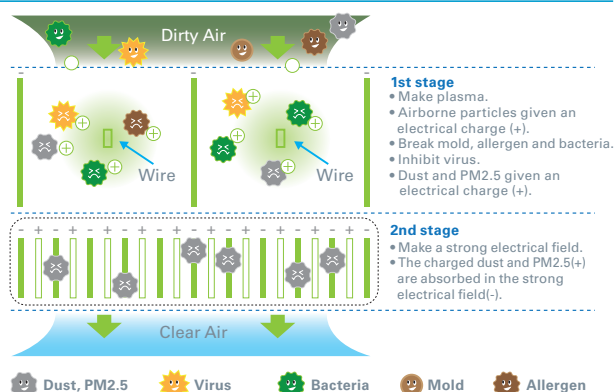 Dirty Air
- - -
1st stage
• Make plasma.
• Airborne particles given an
electrical charge (+).
• Break mold, allergen and bacteria.
• Inhibit virus.
• Dust and PM2.5 given an
electrical charge (+).
+ + + +
+ + + +
Wire Wire
- + - + - + - + - + - + - + - + - + - + -
2nd stage
• Make a strong electrical field.
• The charged dust and PM2.5(+)
are absorbed in the strong
electrical field(-).
Clear Air
Dust, PM2.5 Virus Bacteria Mold Allergen